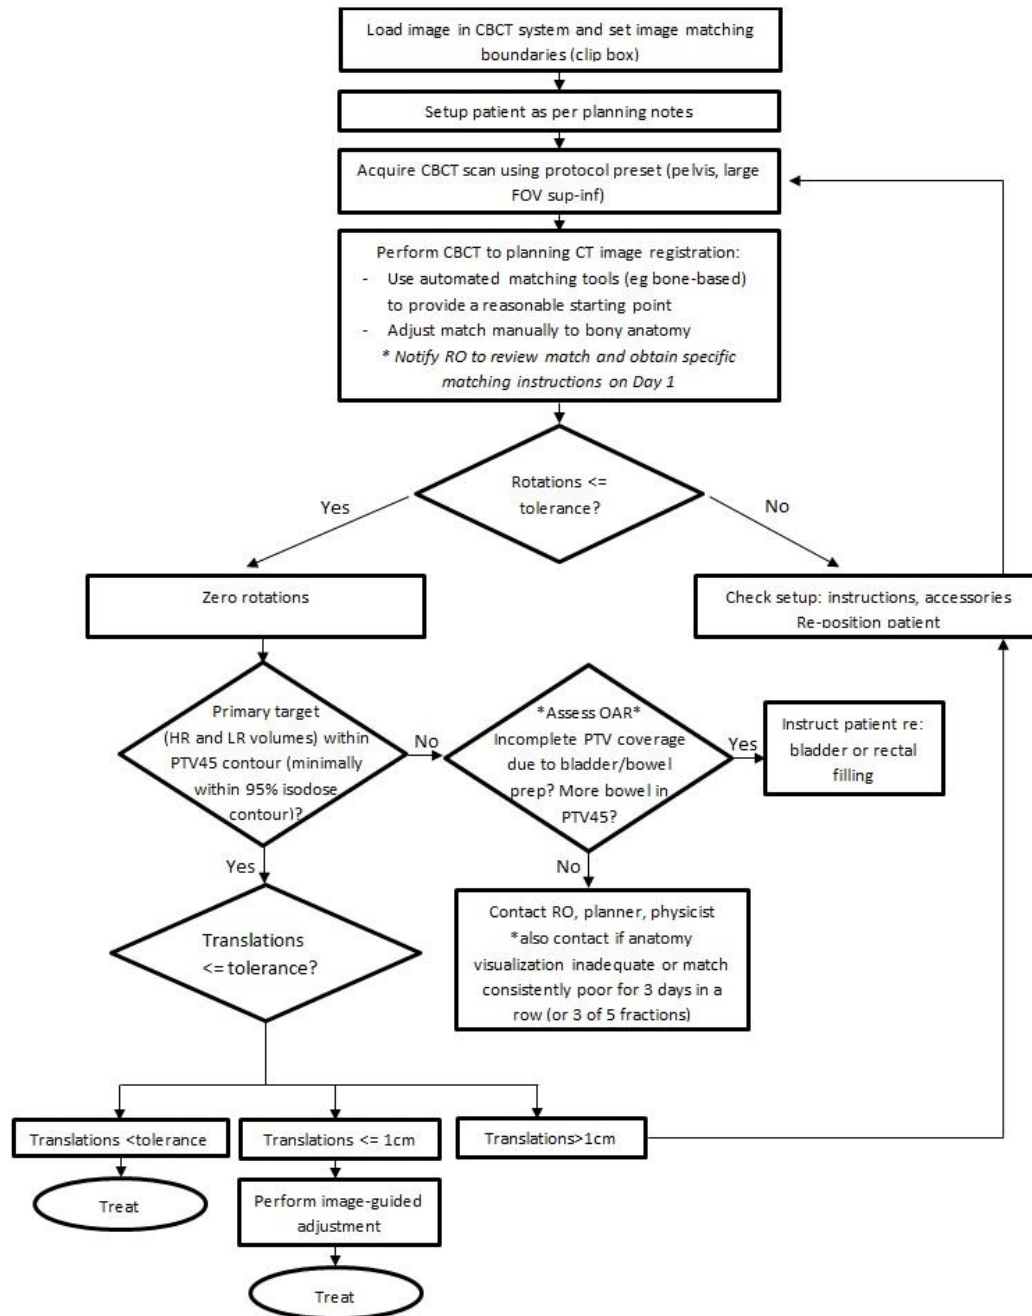 Load image in CBCT system and set image matching
boundaries (clip box)
Setup patient as per planning notes
Acquire CBCT scan using protocol preset (pelvis, large
FOV sup-inf)
Perform CBCT to planning CT image registration:
- Use automated matching tools (eg bone-based)
to provide a reasonable starting point
- Adjust match manually to bony anatomy
* Notify RO to review match and obtain specific
matching instructions on Day 1
Rotations <=
tolerance?
Yes
No
Zero rotations
Check setup: instructions, accessories
Re-position patient
Primary target
(HR and LR volumes) within
PTV45 contour (minimally
within 95% isodose
contour)?
No
*Assess OAR*
Incomplete PTV coverage
due to bladder/bowel
prep? More bowel in
PTV45?
Yes
Instruct patient re:
bladder or rectal
filling
Yes
No
Translations
<= tolerance?
Contact RO, planner, physicist
*also contact if anatomy
visualization inadequate or match
consistently poor for 3 days in a
row (or 3 of 5 fractions)
Translations <tolerance
Translations <= 1cm
Translations>1cm
Treat
Perform image-guided
adjustment
Treat